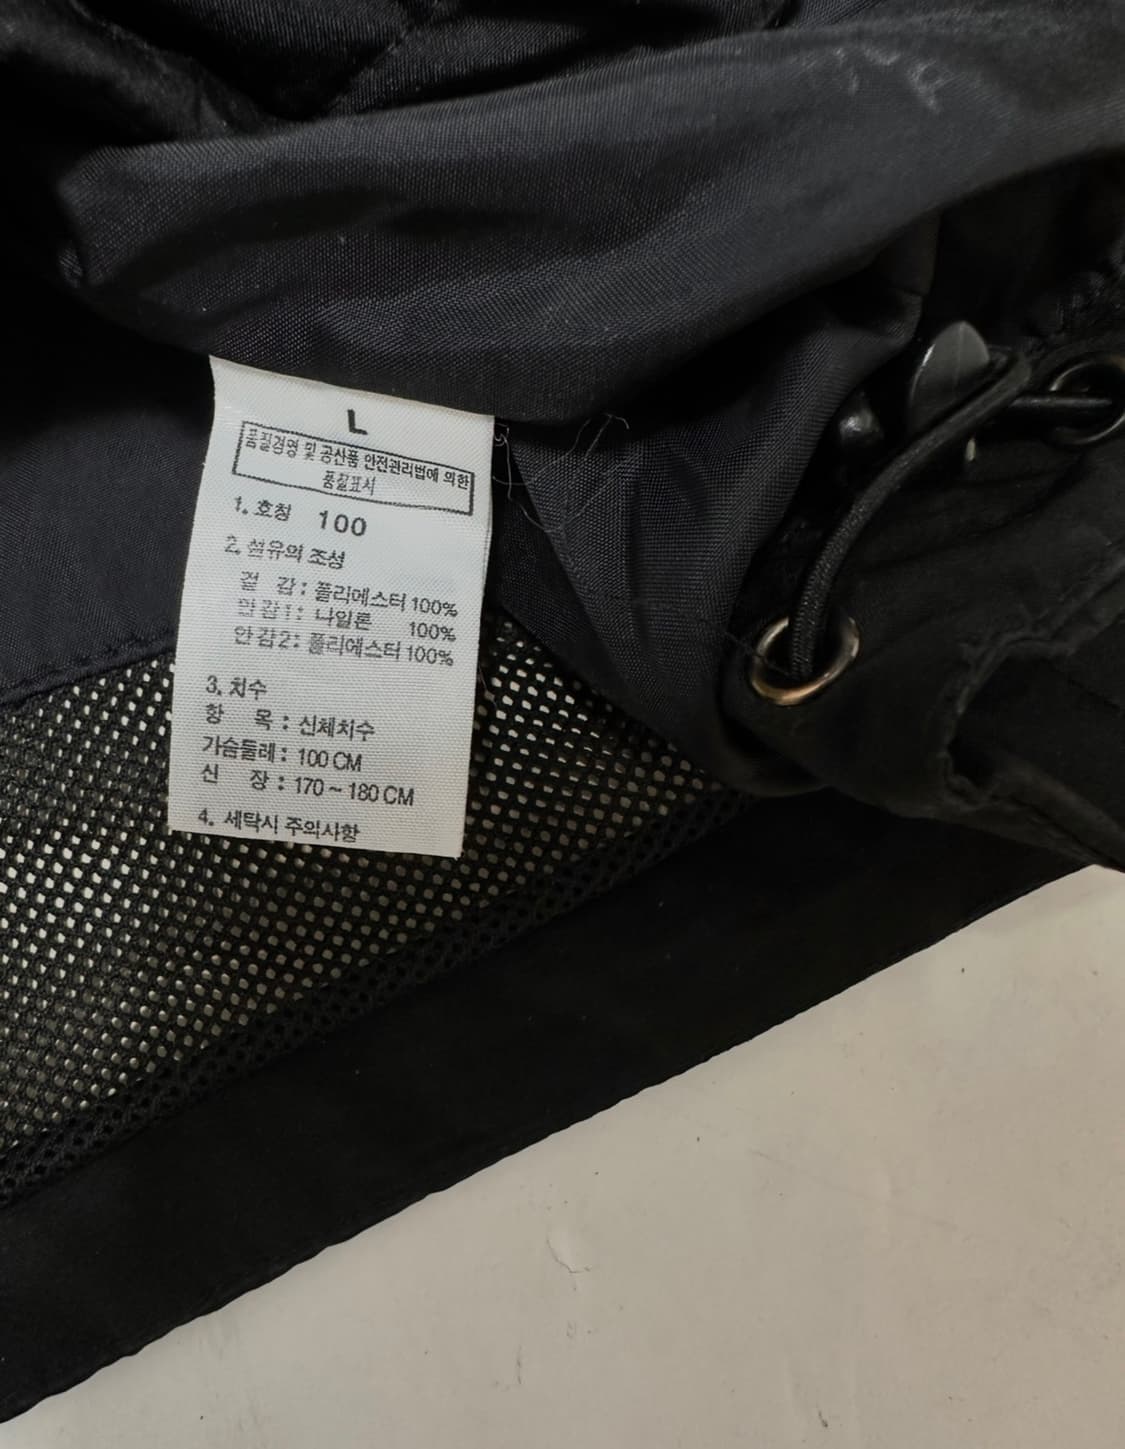 L
품질경영 및 공산품 안전관리법에 의한
품질표시
1. 호칭 100
2. 섬유의 조성
겉 감 : 폴리에스터 100%
안감1 : 나일론 100%
안감2 : 폴리에스터 100%
3. 치수
항 목 : 신체치수
가슴둘레 : 100 CM
신 장 : 170 ~ 180 CM
4. 세탁시 주의사항